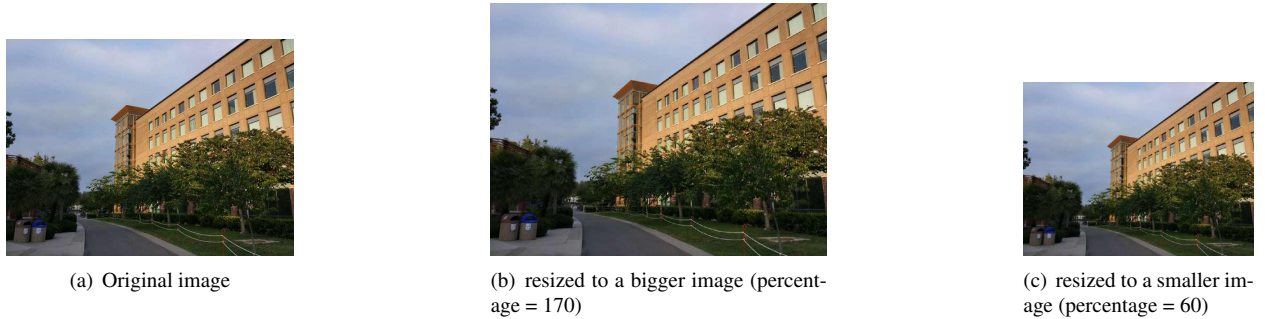 (a) Original image
(b) resized to a bigger image (percent-
age = 170)
(c) resized to a smaller im-
age (percentage = 60)